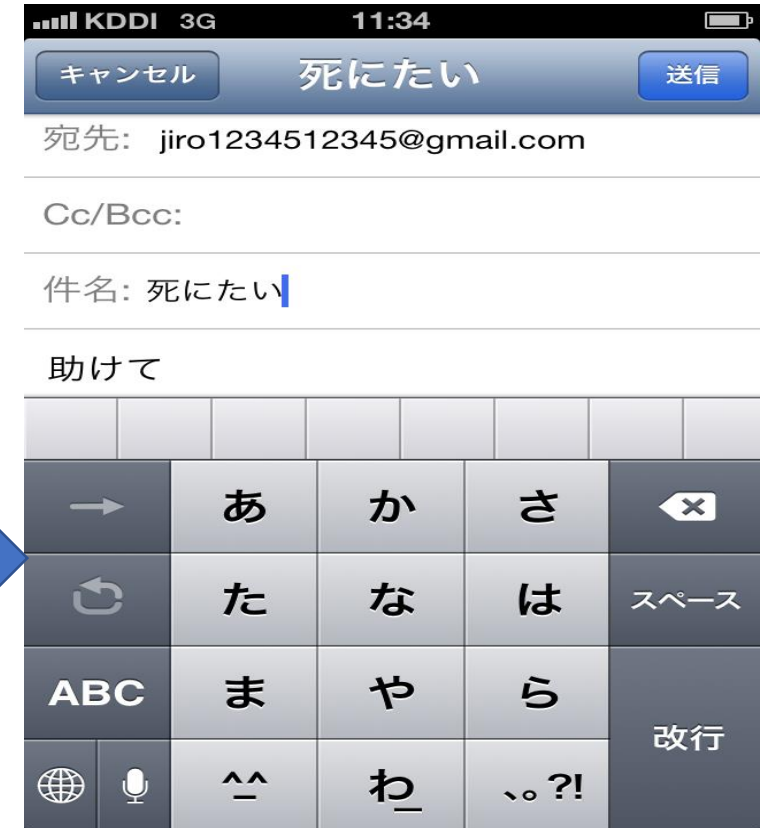 KDDI 3G 11:34
キャンセル 死にたい 送信
宛先: jiro1234512345@gmail.com
Cc/Bcc:
件名: 死にたい
助けて
あ か さ
た な は スペース
ABC ま や ら 改行
^_^ わ_ 、。?!